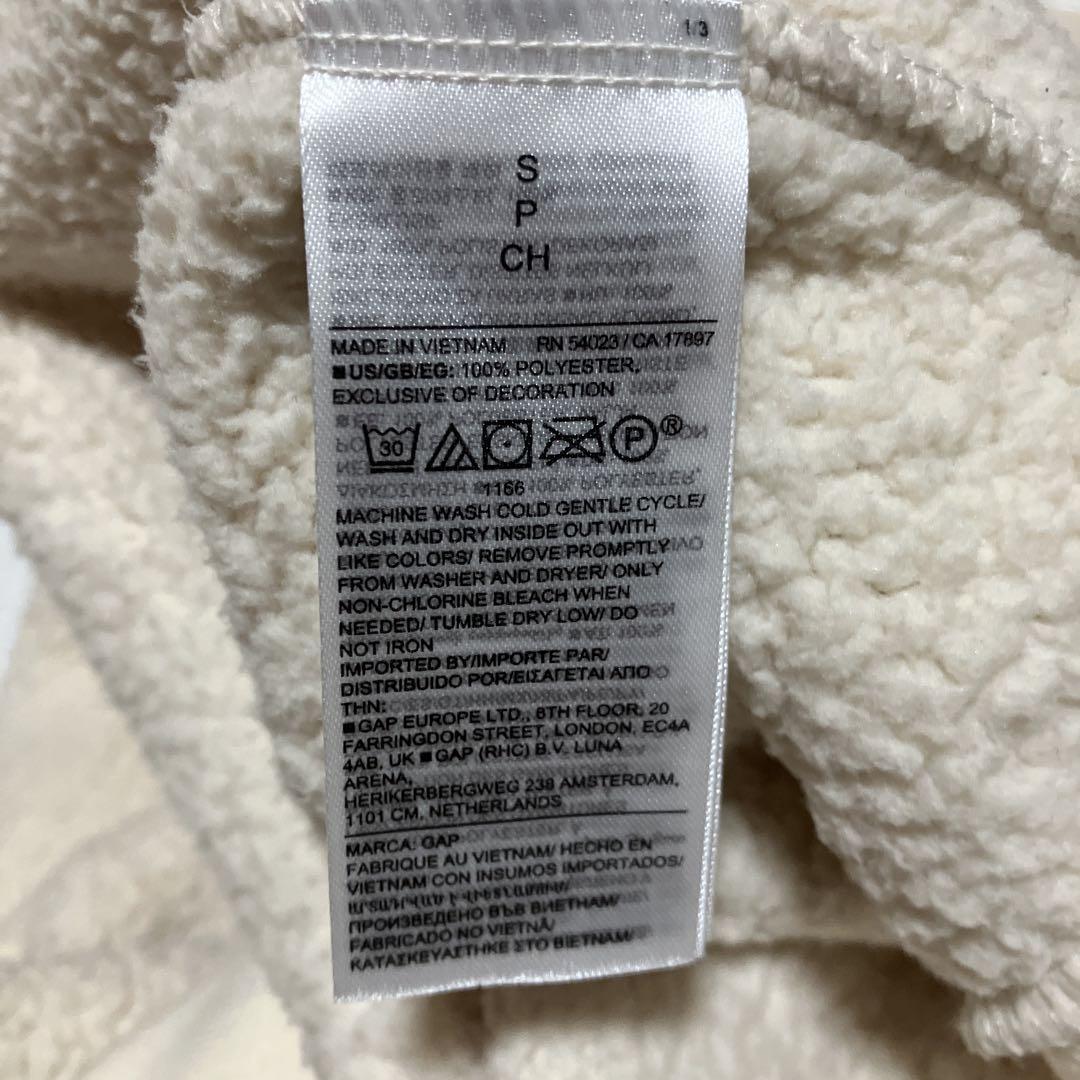 1/3
S
P
CH
MADE IN VIETNAM RN 54023 / CA 17897
■US/GB/EG: 100% POLYESTER,
EXCLUSIVE OF DECORATION
30 P ®
1166
MACHINE WASH COLD GENTLE CYCLE/
WASH AND DRY INSIDE OUT WITH
LIKE COLORS/ REMOVE PROMPTLY
FROM WASHER AND DRYER/ ONLY
NON-CHLORINE BLEACH WHEN
NEEDED/ TUMBLE DRY LOW/ DO
NOT IRON
IMPORTED BY/IMPORTE PAR/
DISTRIBUIDO POR/ΕΙΣΑΓΕΤΑΙ ΑΠΟ
ΤΗΝ:
■GAP EUROPE LTD., 8TH FLOOR, 20
FARRINGDON STREET, LONDON, EC4A
4AB, UK ■GAP (RHC) B.V. LUNA
ARENA,
HERIKERBERGWEG 238 AMSTERDAM,
1101 CM, NETHERLANDS
MARCA: GAP
FABRIQUE AU VIETNAM/ HECHO EN
VIETNAM CON INSUMOS IMPORTADOS/
ПРОИЗВЕДЕНО ВЪВ ВИЕТНАМ/
FABRICADO NO VIETNÃ/
ΚΑΤΑΣΚΕΥΑΣΤΗΚΕ ΣΤΟ ΒΙΕΤΝΑΜ/